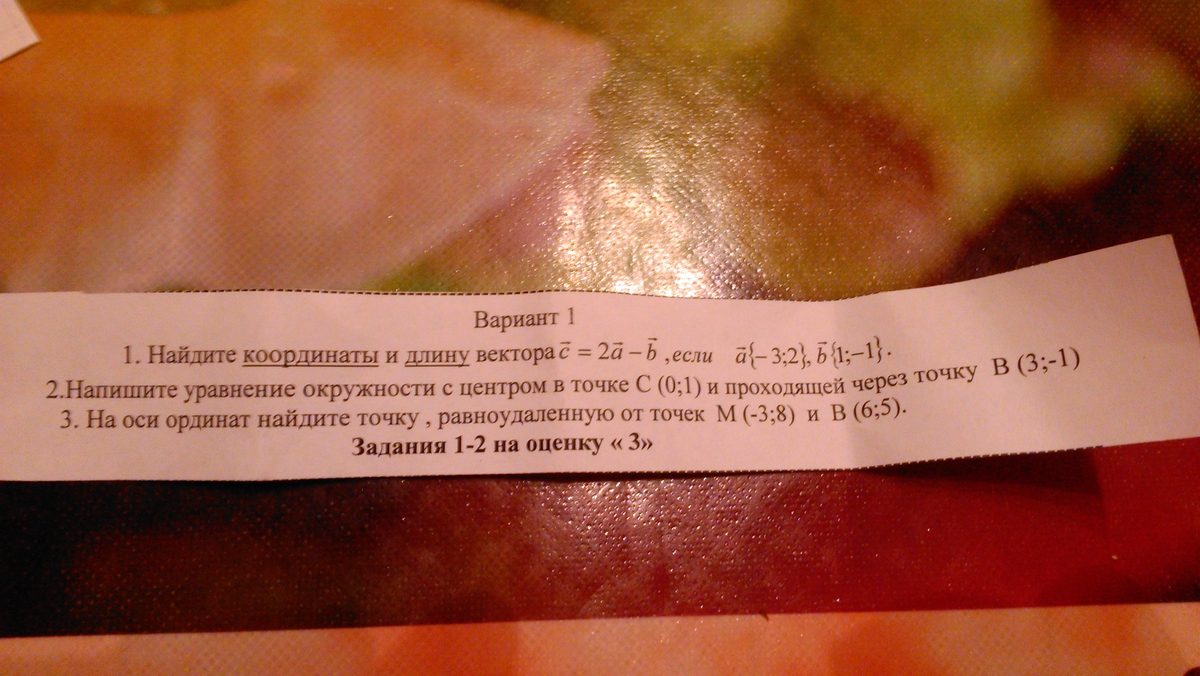 Вариант 1
1. Найдите координаты и длину вектора c⃗ = 2a⃗ − b⃗ ,если a⃗{−3;2}, b⃗{1;−1}.
2.Напишите уравнение окружности с центром в точке С (0;1) и проходящей через точку В (3;-1)
3. На оси ординат найдите точку , равноудаленную от точек М (-3;8) и В (6;5).
Задания 1-2 на оценку « 3»